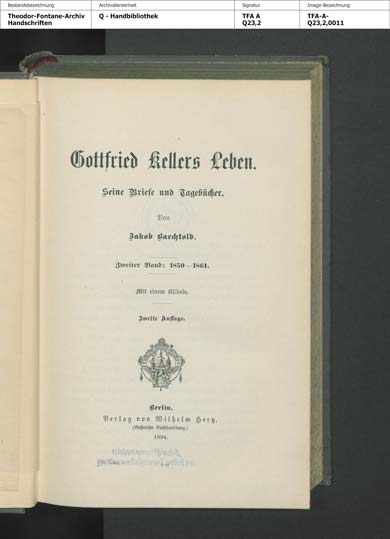 Bestandsbezeichnung Archivalieneinheit Signatur Image-Bezeichnung
Theodor-Fontane-Archiv Q - Handbibliothek TFA A TFA-A-
Handschriften Q23,2 Q23,2,0011
Gottfried Kellers Leben.
Seine Briefe und Tagebücher.
Von
Jakob Baechtold.
Zweiter Band: 1850—1861.
Mit einem Bildnis.
Zweite Auflage.
Berlin.
Verlag von Wilhelm Hertz.
(Bessersche Buchhandlung.)
1894.